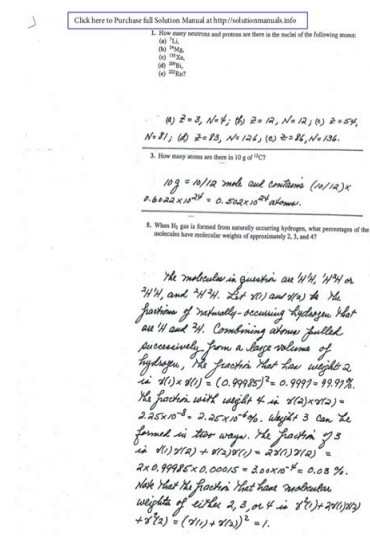 Click here to Purchase full Solution Manual at http://solutionmanuals.info
1. How many neutrons and protons are there in the nuclei of the following atoms:
(a) ⁷Li,
(b) ²⁴Mg,
(c) ¹³⁵Xe,
(d) ²⁰⁹Bi,
(e) ²²²Rn?
(a) Z=3, N=4; (b) Z=12, N=12; (c) Z=54,
N=81; (d) Z=83, N=126; (e) Z=86, N=136.
3. How many atoms are there in 10 g of ¹²C?
10g = 10/12 mole and contains (10/12)×
0.6022×10²⁴ = 0.502×10²⁴ atoms.
5. When H₂ gas is formed from naturally occurring hydrogen, what percentages of the
molecules have molecular weights of approximately 2, 3, and 4?
The molecules in question are ¹H¹H, ¹H²H or
²H¹H, and ²H²H. Let γ(1) and γ(2) be the
fractions of naturally-occurring hydrogen that
are ¹H and ²H. Combining atoms pulled
successively from a large volume of
hydrogen, the fraction that has weight 2
is γ(1)×γ(1) = (0.99985)² = 0.9997 = 99.97%.
The fraction with weight 4 is γ(2)×γ(2) =
2.25×10⁻⁸ = 2.25×10⁻⁶%. Weight 3 can be
formed in two ways. The fraction of 3
is γ(1)γ(2) + γ(2)γ(1) = 2γ(1)γ(2) =
2×0.99985×0.00015 = 3.00×10⁻⁴ = 0.03%.
Note that the fraction that have molecular
weights of either 2, 3, or 4 is γ²(1)+2γ(1)γ(2)
+γ²(2) = (γ(1)+γ(2))² = 1.